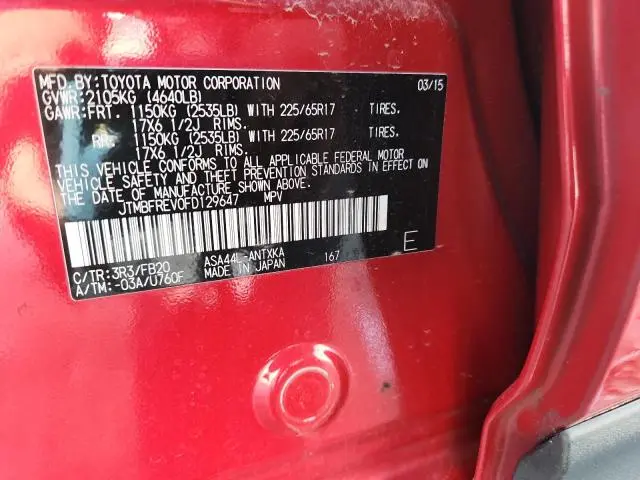 MFD.BY:TOYOTA MOTOR CORPORATION 03/15
GVWR:2105KG (4640LB)
GAWR:FRT. 1150KG (2535LB) WITH 225/65R17 TIRES.
17X6 1/2J RIMS.
RR. 1150KG (2535LB) WITH 225/65R17 TIRES.
17X6 1/2J RIMS.
THIS VEHICLE CONFORMS TO ALL APPLICABLE FEDERAL MOTOR
VEHICLE SAFETY AND THEFT PREVENTION STANDARDS IN EFFECT ON
THE DATE OF MANUFACTURE SHOWN ABOVE.
JTMBFREV0FD129647 MPV
E
C/TR:3R3/FB20 ASA44L-ANTXKA 167
A/TM:-03A/U760F MADE IN JAPAN